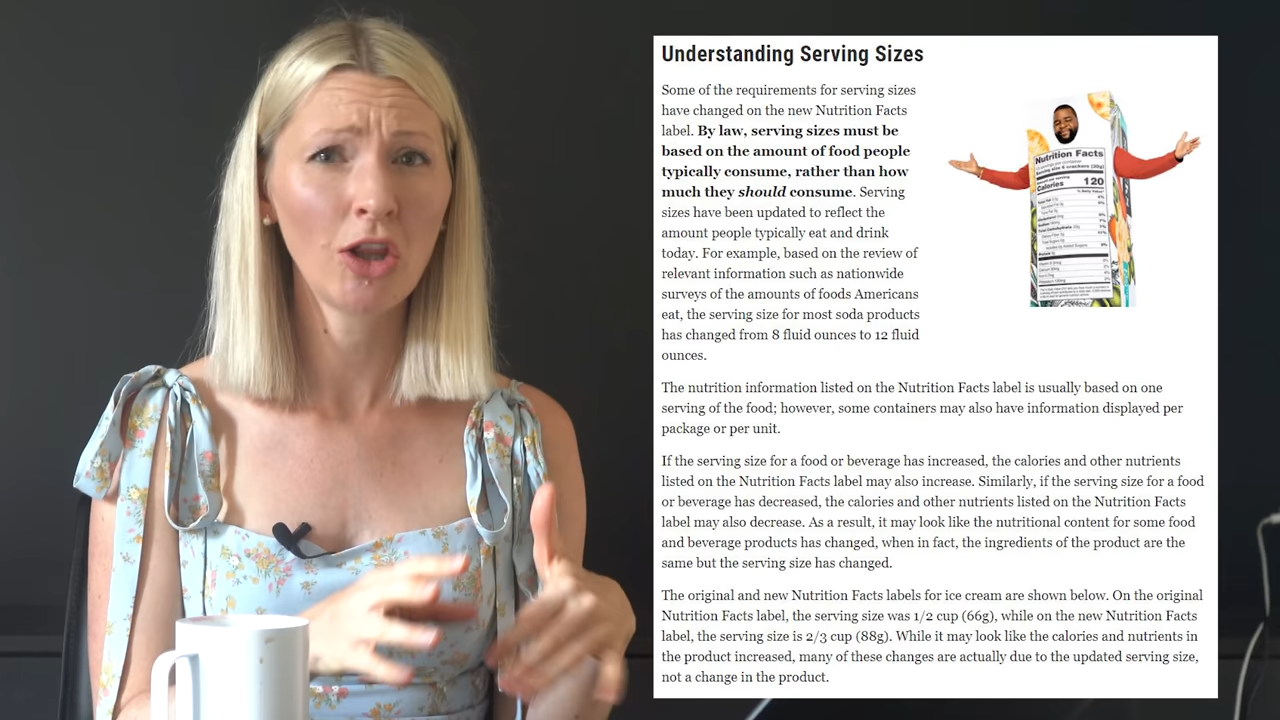 Understanding Serving Sizes
Some of the requirements for serving sizes
have changed on the new Nutrition Facts
label. By law, serving sizes must be
based on the amount of food people
typically consume, rather than how
much they should consume. Serving
sizes have been updated to reflect the
amount people typically eat and drink
today. For example, based on the review of
relevant information such as nationwide
surveys of the amounts of foods Americans
eat, the serving size for most soda products
has changed from 8 fluid ounces to 12 fluid
ounces.
Nutrition Facts
Serving size 6 crackers (30g)
Calories 120
The nutrition information listed on the Nutrition Facts label is usually based on one
serving of the food; however, some containers may also have information displayed per
package or per unit.
If the serving size for a food or beverage has increased, the calories and other nutrients
listed on the Nutrition Facts label may also increase. Similarly, if the serving size for a food
or beverage has decreased, the calories and other nutrients listed on the Nutrition Facts
label may also decrease. As a result, it may look like the nutritional content for some food
and beverage products has changed, when in fact, the ingredients of the product are the
same but the serving size has changed.
The original and new Nutrition Facts labels for ice cream are shown below. On the original
Nutrition Facts label, the serving size was 1/2 cup (66g), while on the new Nutrition Facts
label, the serving size is 2/3 cup (88g). While it may look like the calories and nutrients in
the product increased, many of these changes are actually due to the updated serving size,
not a change in the product.